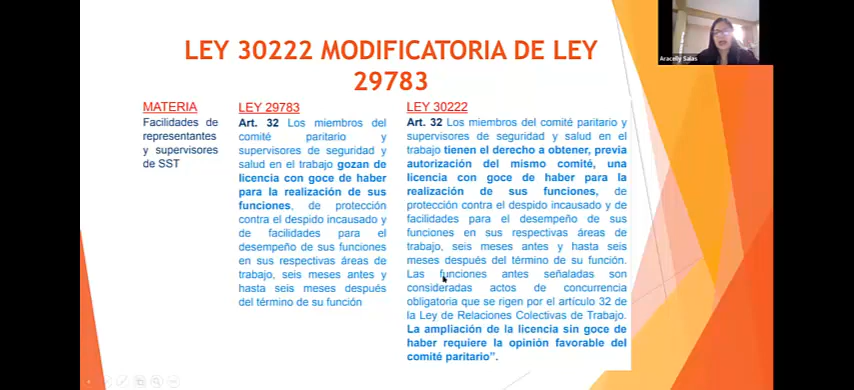 LEY 30222 MODIFICATORIA DE LEY
29783
Aracelly Salas
MATERIA
Facilidades de
representantes
y supervisores
de SST
LEY 29783
Art. 32 Los miembros del
comité paritario y
supervisores de seguridad y
salud en el trabajo gozan de
licencia con goce de haber
para la realización de sus
funciones, de protección
contra el despido incausado y
de facilidades para el
desempeño de sus funciones
en sus respectivas áreas de
trabajo, seis meses antes y
hasta seis meses después
del término de su función
LEY 30222
Art. 32 Los miembros del comité paritario y
supervisores de seguridad y salud en el
trabajo tienen el derecho a obtener, previa
autorización del mismo comité, una
licencia con goce de haber para la
realización de sus funciones, de
protección contra el despido incausado y de
facilidades para el desempeño de sus
funciones en sus respectivas áreas de
trabajo, seis meses antes y hasta seis
meses después del término de su función.
Las funciones antes señaladas son
consideradas actos de concurrencia
obligatoria que se rigen por el artículo 32 de
la Ley de Relaciones Colectivas de Trabajo.
La ampliación de la licencia sin goce de
haber requiere la opinión favorable del
comité paritario”.